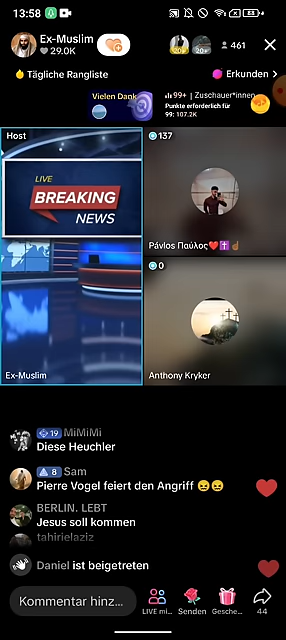 13:58
Ex-Muslim
29.0K
461
Tägliche Rangliste
Erkunden
Vielen Dank
99+ | Zuschauer*innen
Punkte erforderlich für
99: 107.2K
Host
137
LIVE
BREAKING
NEWS
Pávlos Παύλος
0
Ex-Muslim
Anthony Kryker
19 MiMiMi
Diese Heuchler
8 Sam
Pierre Vogel feiert den Angriff 😖😖
BERLIN. LEBT
Jesus soll kommen
tahirielaziz
Daniel ist beigetreten
Kommentar hinz...
LIVE mi...
Senden
Gesche...
44